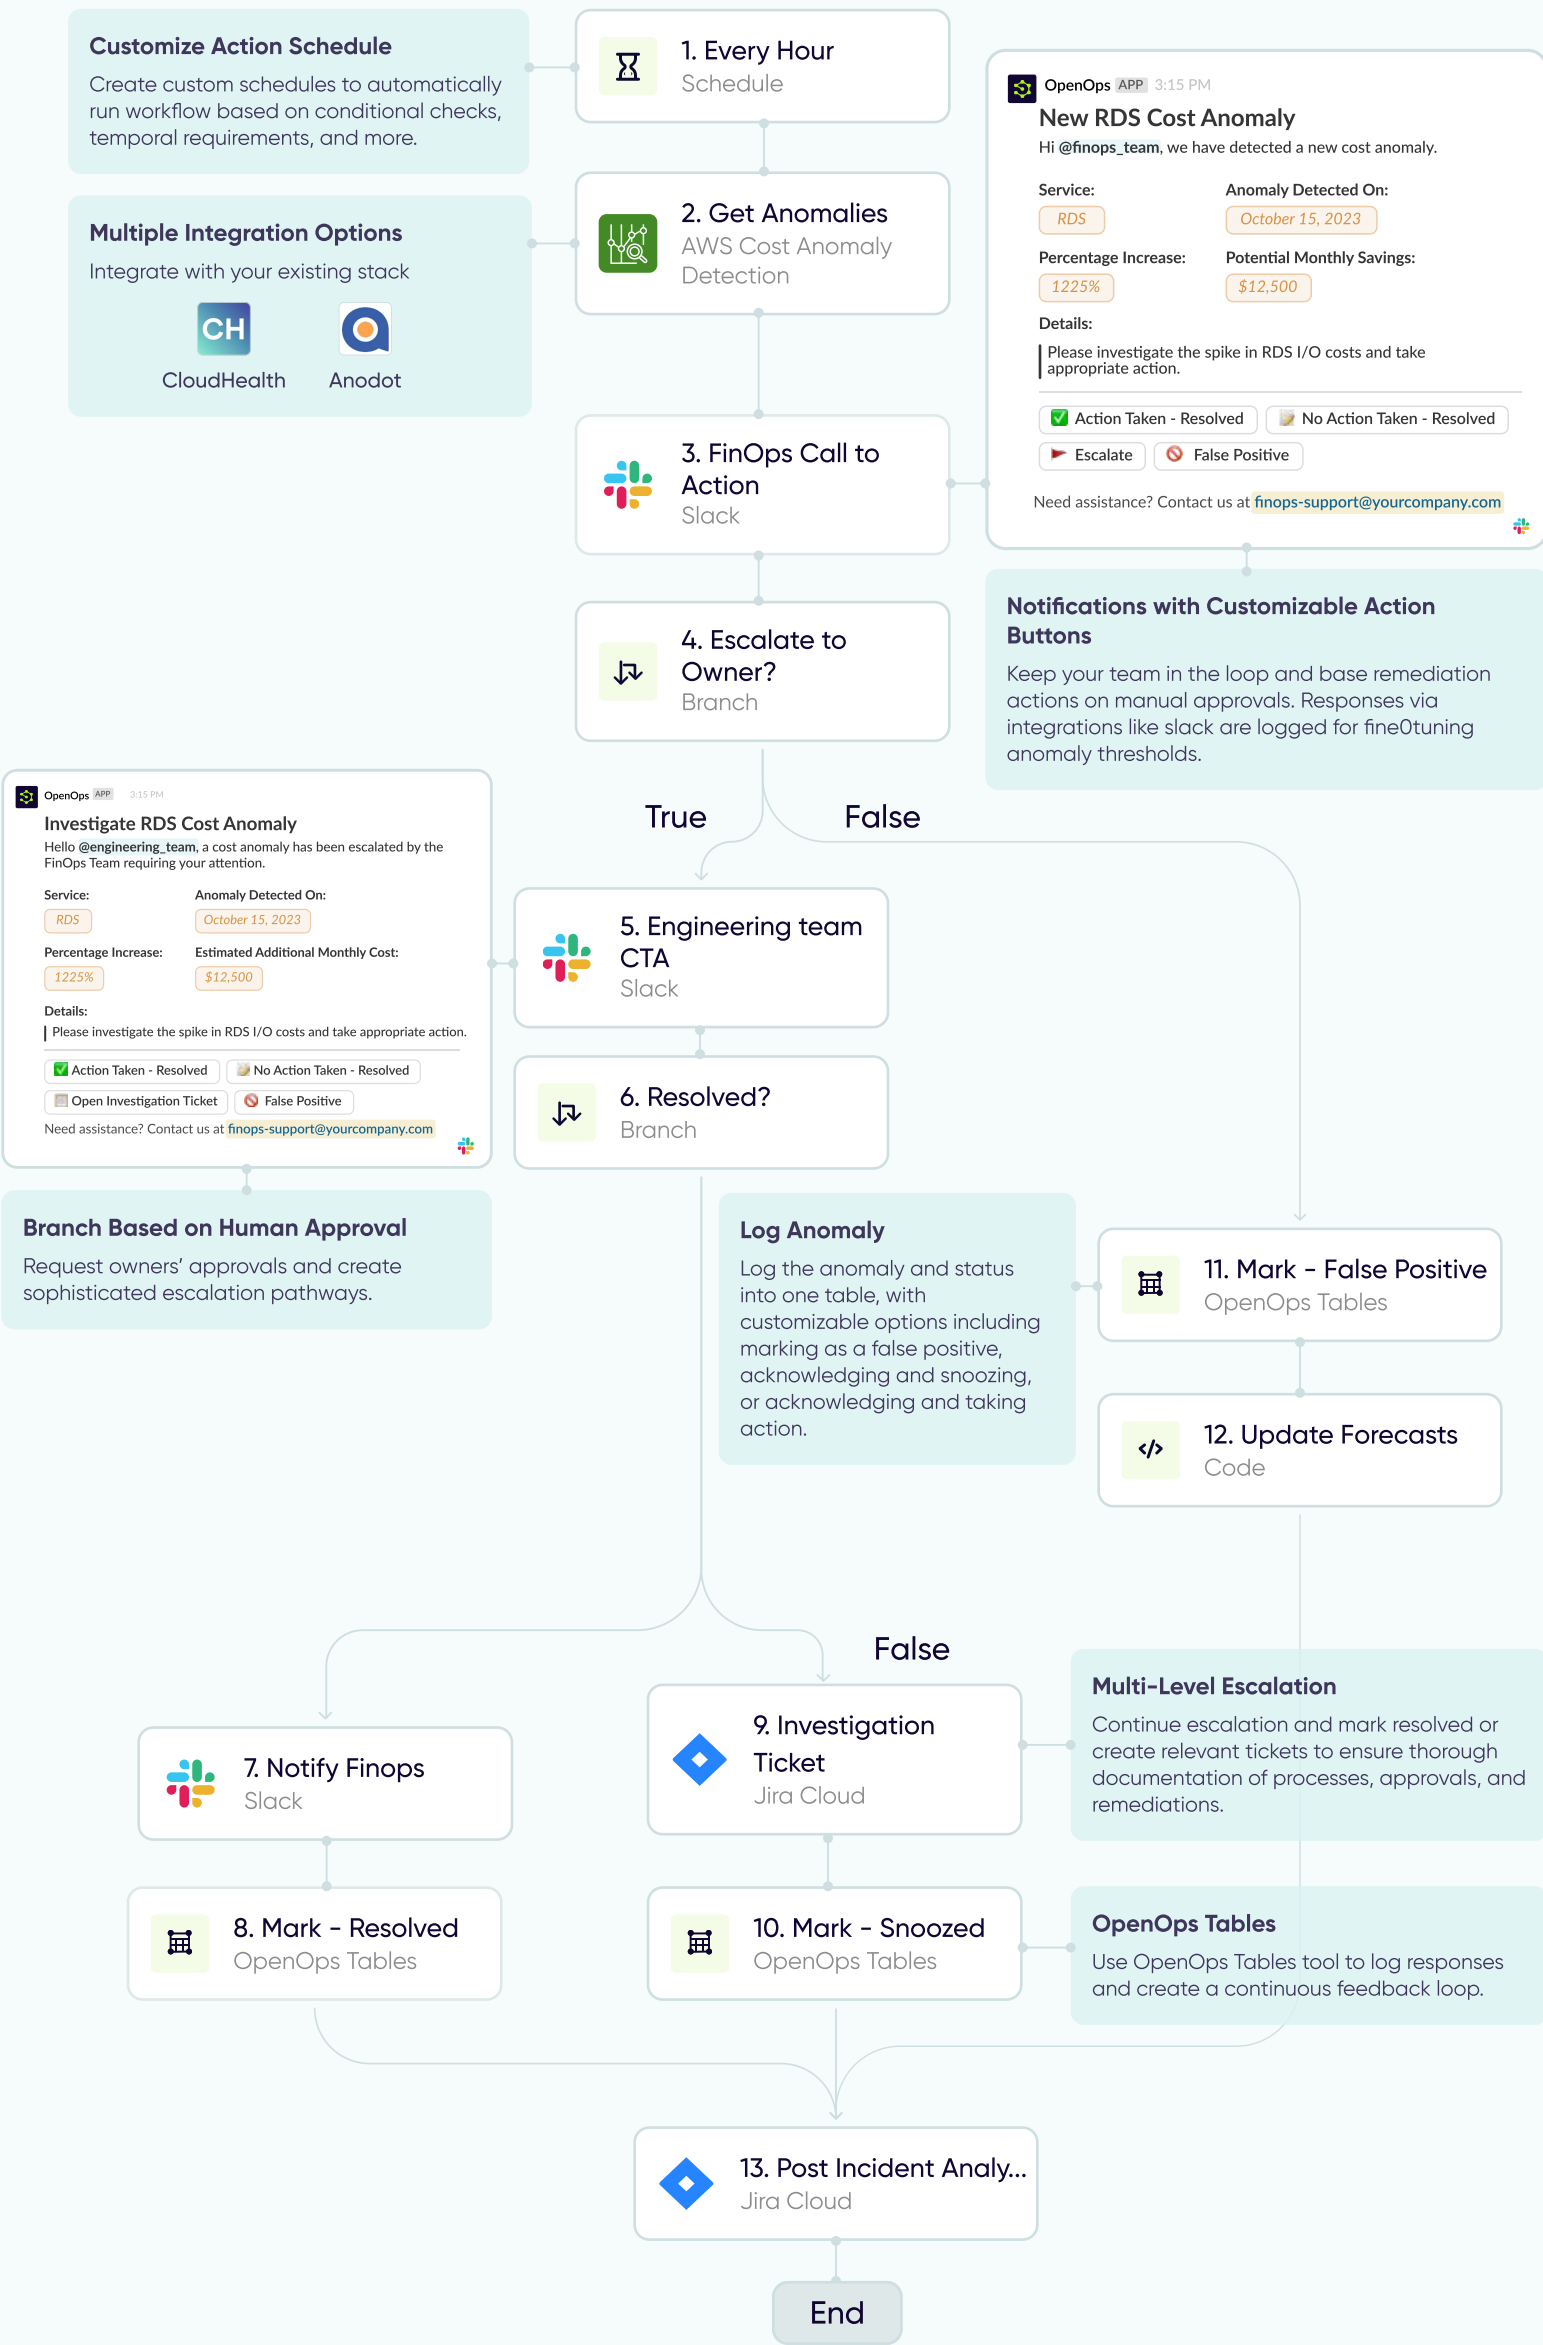 Customize Action Schedule
Create custom schedules to automatically
run workflow based on conditional checks,
temporal requirements, and more.
1. Every Hour
Schedule
Multiple Integration Options
Integrate with your existing stack
CH
CloudHealth
Anodot
2. Get Anomalies
AWS Cost Anomaly
Detection
OpenOps APP 3:15 PM
New RDS Cost Anomaly
Hi @finops_team, we have detected a new cost anomaly.
Service: Anomaly Detected On:
RDS October 15, 2023
Percentage Increase: Potential Monthly Savings:
1225% $12,500
Details:
Please investigate the spike in RDS I/O costs and take
appropriate action.
Action Taken - Resolved No Action Taken - Resolved
Escalate False Positive
Need assistance? Contact us at finops-support@yourcompany.com
3. FinOps Call to
Action
Slack
4. Escalate to
Owner?
Branch
Notifications with Customizable Action
Buttons
Keep your team in the loop and base remediation
actions on manual approvals. Responses via
integrations like slack are logged for fine0tuning
anomaly thresholds.
True False
OpenOps APP 3:15 PM
Investigate RDS Cost Anomaly
Hello @engineering_team, a cost anomaly has been escalated by the
FinOps Team requiring your attention.
Service: Anomaly Detected On:
RDS October 15, 2023
Percentage Increase: Estimated Additional Monthly Cost:
1225% $12,500
Details:
Please investigate the spike in RDS I/O costs and take appropriate action.
Action Taken - Resolved No Action Taken - Resolved
Open Investigation Ticket False Positive
Need assistance? Contact us at finops-support@yourcompany.com
5. Engineering team
CTA
Slack
6. Resolved?
Branch
Branch Based on Human Approval
Request owners’ approvals and create
sophisticated escalation pathways.
Log Anomaly
Log the anomaly and status
into one table, with
customizable options including
marking as a false positive,
acknowledging and snoozing,
or acknowledging and taking
action.
11. Mark - False Positive
OpenOps Tables
12. Update Forecasts
Code
False
7. Notify Finops
Slack
9. Investigation
Ticket
Jira Cloud
Multi-Level Escalation
Continue escalation and mark resolved or
create relevant tickets to ensure thorough
documentation of processes, approvals, and
remediations.
8. Mark - Resolved
OpenOps Tables
10. Mark - Snoozed
OpenOps Tables
OpenOps Tables
Use OpenOps Tables tool to log responses
and create a continuous feedback loop.
13. Post Incident Analy...
Jira Cloud
End